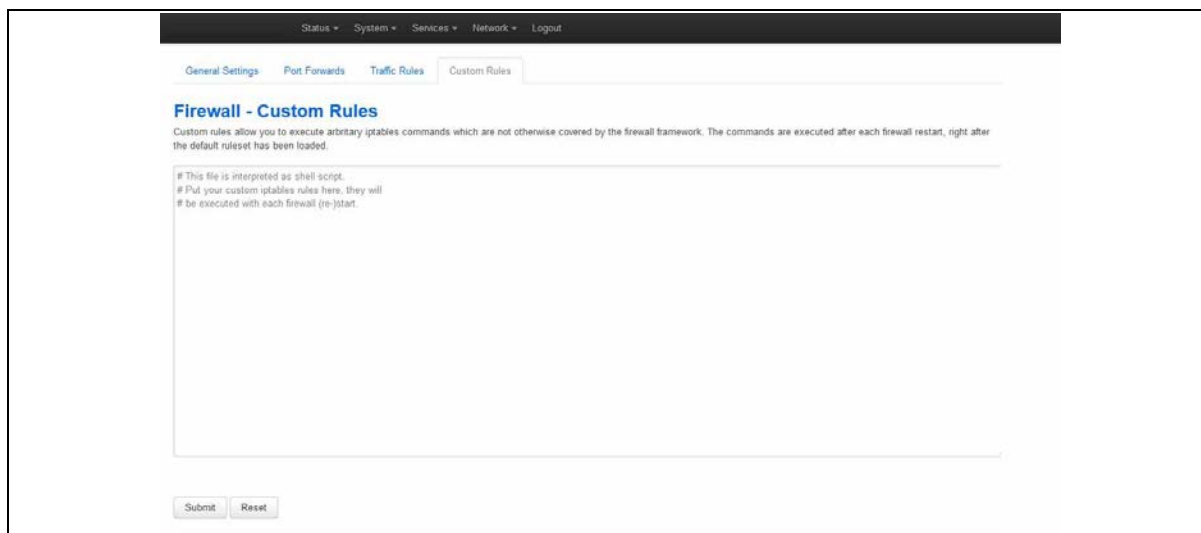 Status System Services Network Logout
General Settings Port Forwards Traffic Rules Custom Rules
Firewall - Custom Rules
Custom rules allow you to execute arbritary iptables commands which are not otherwise covered by the firewall framework. The commands are executed after each firewall restart, right after
the default ruleset has been loaded.
# This file is interpreted as shell script.
# Put your custom iptables rules here, they will
# be executed with each firewall (re-)start.
Submit Reset